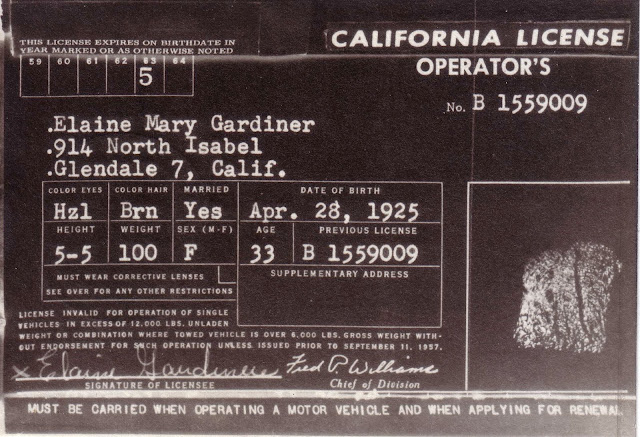 THIS LICENSE EXPIRES ON BIRTHDATE IN
YEAR MARKED OR AS OTHERWISE NOTED
59 60 61 62 63 64
5
CALIFORNIA LICENSE
OPERATOR'S
No. B 1559009
.Elaine Mary Gardiner
.914 North Isabel
.Glendale 7, Calif.
COLOR EYES COLOR HAIR MARRIED DATE OF BIRTH
Hzl Brn Yes Apr. 28, 1925
HEIGHT WEIGHT SEX (M-F) AGE PREVIOUS LICENSE
5-5 100 F 33 B 1559009
MUST WEAR CORRECTIVE LENSES
SEE OVER FOR ANY OTHER RESTRICTIONS
SUPPLEMENTARY ADDRESS
LICENSE INVALID FOR OPERATION OF SINGLE
VEHICLES IN EXCESS OF 12,000 LBS. UNLADEN
WEIGHT OR COMBINATION WHERE TOWED VEHICLE IS OVER 6,000 LBS. GROSS WEIGHT WITH-
OUT ENDORSEMENT FOR SUCH OPERATION UNLESS ISSUED PRIOR TO SEPTEMBER 11, 1957.
x Elaine Gardiner Fred P Williams
SIGNATURE OF LICENSEE Chief of Division
MUST BE CARRIED WHEN OPERATING A MOTOR VEHICLE AND WHEN APPLYING FOR RENEWAL